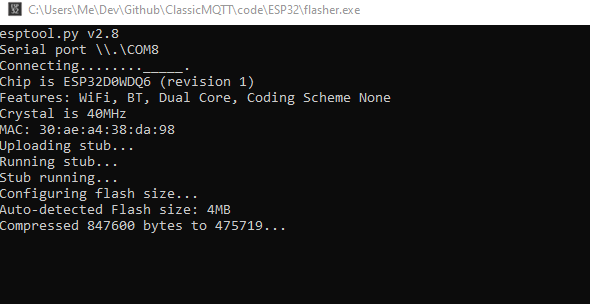 C:\Users\Me\Dev\Github\ClassicMQTT\code\ESP32\flasher.exe
esptool.py v2.8
Serial port \\.\COM8
Connecting........_____.
Chip is ESP32D0WDQ6 (revision 1)
Features: WiFi, BT, Dual Core, Coding Scheme None
Crystal is 40MHz
MAC: 30:ae:a4:38:da:98
Uploading stub...
Running stub...
Stub running...
Configuring flash size...
Auto-detected Flash size: 4MB
Compressed 847600 bytes to 475719...